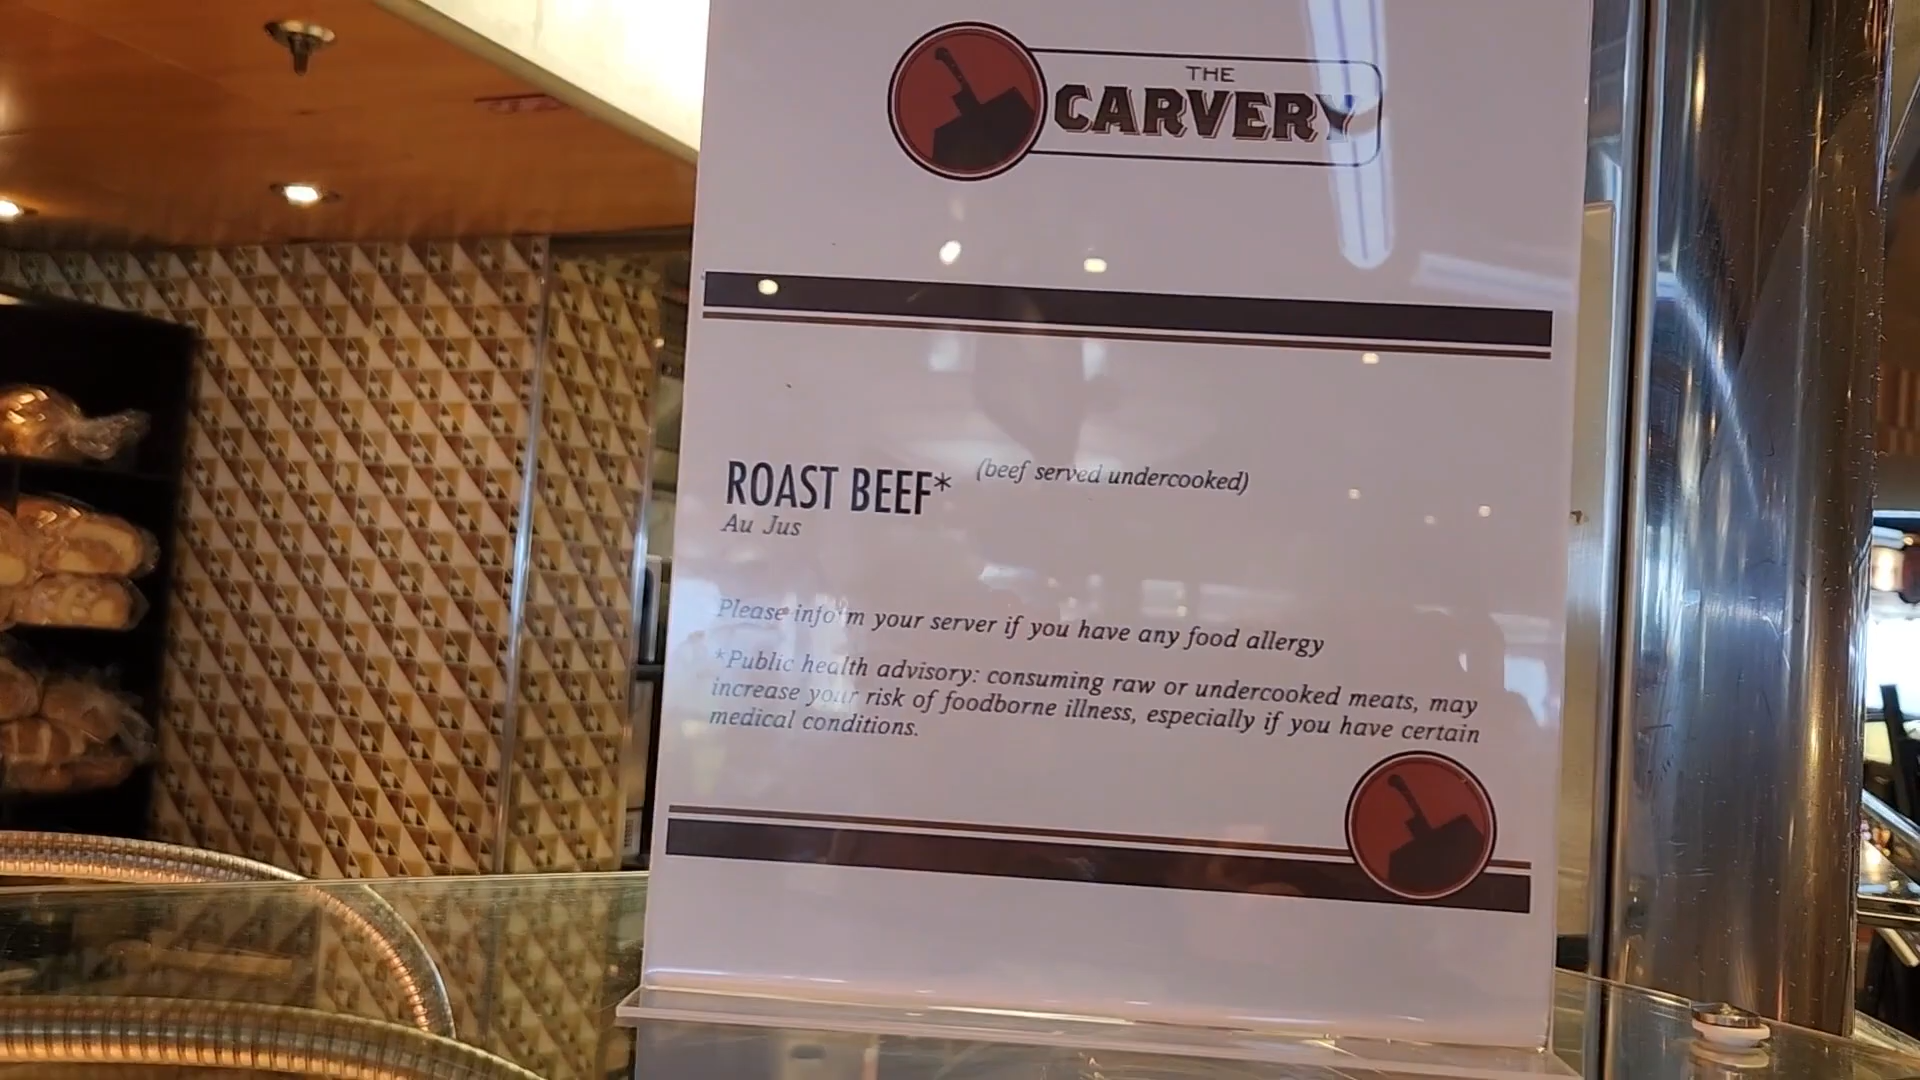 THE
CARVERY
ROAST BEEF* (beef served undercooked)
Au Jus
Please inform your server if you have any food allergy
*Public health advisory: consuming raw or undercooked meats, may
increase your risk of foodborne illness, especially if you have certain
medical conditions.